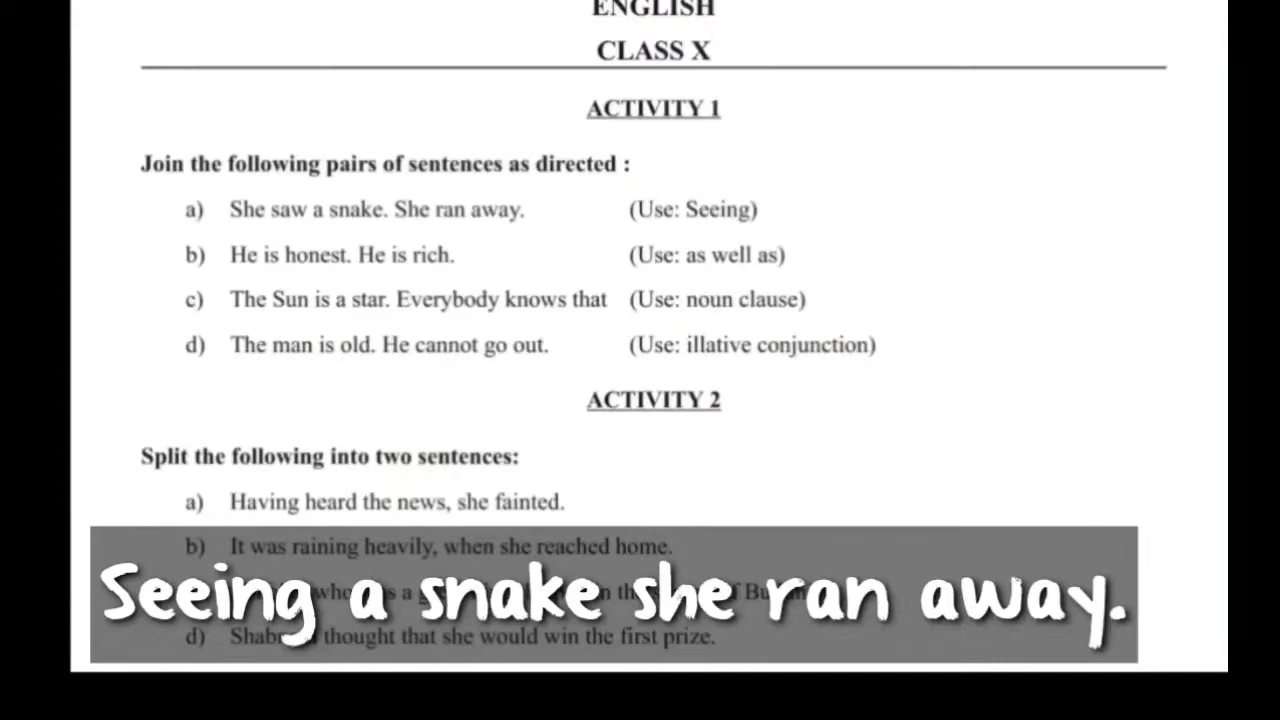 ENGLISH
CLASS X
ACTIVITY 1
Join the following pairs of sentences as directed :
a) She saw a snake. She ran away. (Use: Seeing)
b) He is honest. He is rich. (Use: as well as)
c) The Sun is a star. Everybody knows that (Use: noun clause)
d) The man is old. He cannot go out. (Use: illative conjunction)
ACTIVITY 2
Split the following into two sentences:
a) Having heard the news, she fainted.
b) It was raining heavily, when she reached home.
Seeing a snake she ran away.
d) thought that she would win the first prize.